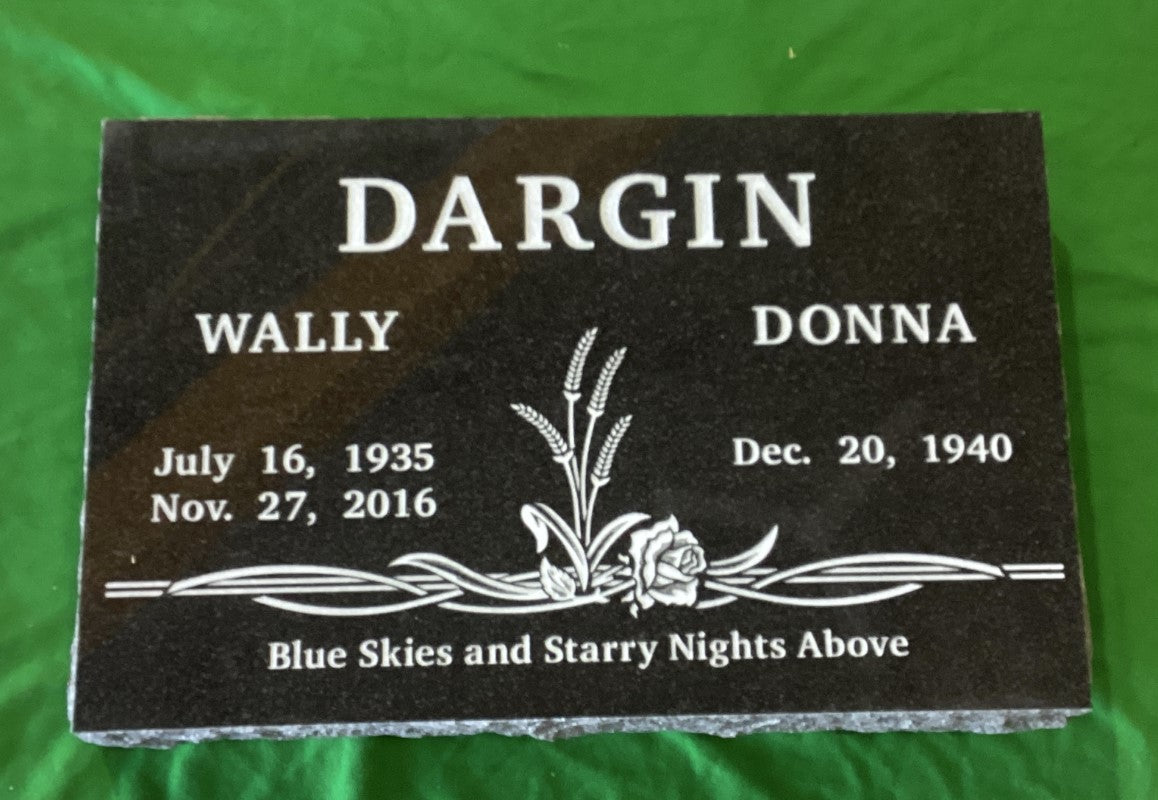 DARGIN
WALLY
DONNA
July 16, 1935
Nov. 27, 2016
Dec. 20, 1940
Blue Skies and Starry Nights Above